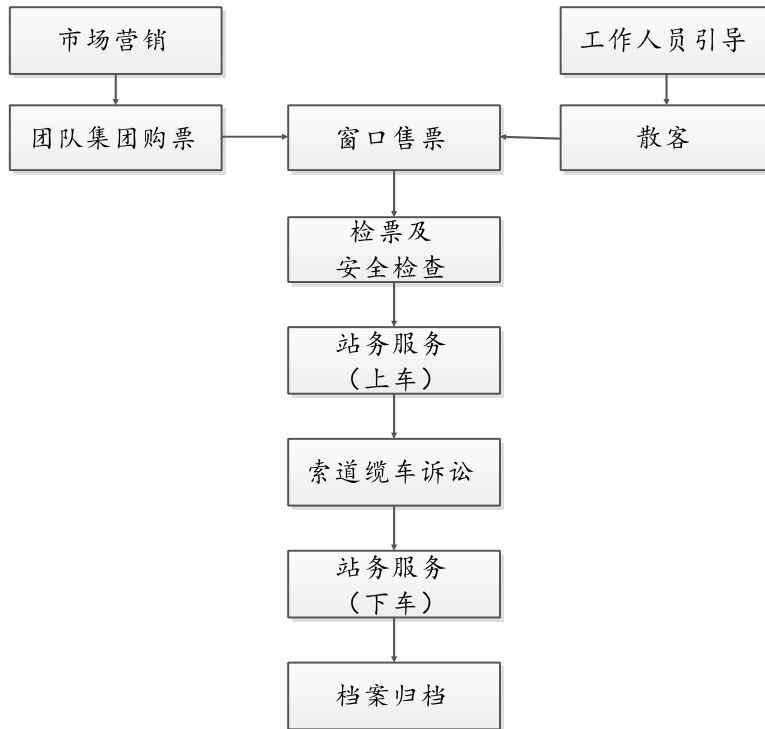 市场营销
工作人员引导
团队集团购票
窗口售票
散客
检票及
安全检查
站务服务
（上车）
索道缆车诉讼
站务服务
（下车）
档案归档